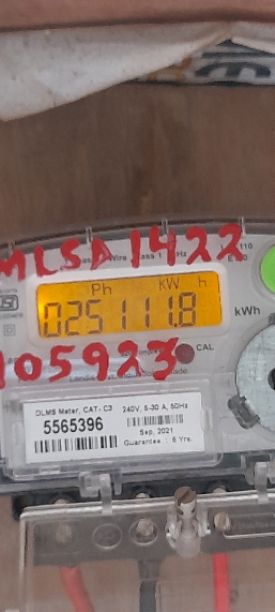 MLSD1422
110
Ph kW h
025111.8
kWh
CAL
105923
DLMS Meter, CAT- C3 240V, 5-30 A, 50Hz
5565396
Sep, 2021
Guarantee : 5 Yrs.